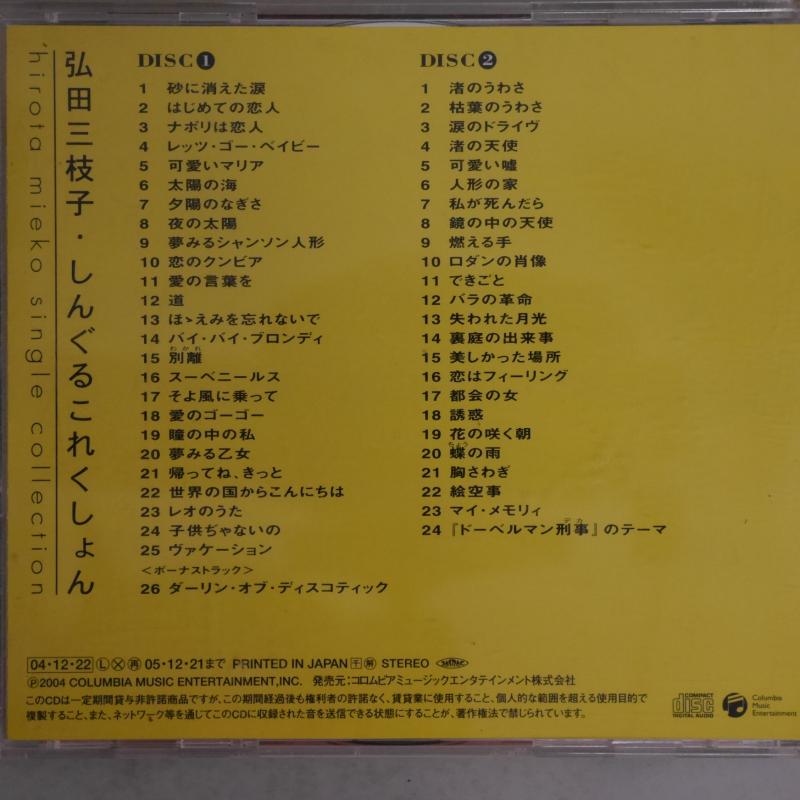 弘田三枝子・しんぐるこれくしょん
hirota mieko single collection
DISC 1
1 砂に消えた涙
2 はじめての恋人
3 ナポリは恋人
4 レッツ・ゴー・ベイビー
5 可愛いマリア
6 太陽の海
7 夕陽のなぎさ
8 夜の太陽
9 夢みるシャンソン人形
10 恋のクンビア
11 愛の言葉を
12 道
13 ほゝえみを忘れないで
14 バイ・バイ・ブロンディ
わかれ
15 別離
16 スーベニールス
17 そよ風に乗って
18 愛のゴーゴー
19 瞳の中の私
20 夢みる乙女
21 帰ってね、きっと
22 世界の国からこんにちは
23 レオのうた
24 子供ぢゃないの
25 ヴァケーション
＜ボーナストラック＞
26 ダーリン・オブ・ディスコティック
DISC 2
1 渚のうわさ
2 枯葉のうわさ
3 涙のドライヴ
4 渚の天使
5 可愛い嘘
6 人形の家
7 私が死んだら
8 鏡の中の天使
9 燃える手
10 ロダンの肖像
11 できごと
12 バラの革命
13 失われた月光
14 裏庭の出来事
15 美しかった場所
16 恋はフィーリング
17 都会の女
18 誘惑
19 花の咲く朝
ちょう
20 蝶の雨
21 胸さわぎ
22 絵空事
23 マイ・メモリィ
デカ
24 『ドーベルマン刑事』のテーマ
04・12・22 Ⓛ Ⓧ 再 05・12・21まで PRINTED IN JAPAN STEREO
Ⓟ2004 COLUMBIA MUSIC ENTERTAINMENT,INC. 発売元：コロムビアミュージックエンタテインメント株式会社
このCDは一定期間貸与非許諾商品ですが、この期間経過後も権利者の許諾なく、賃貸業に使用すること、個人的な範囲を超える使用目的で
複製すること、また、ネットワーク等を通じてこのCDに収録された音を送信できる状態にすることが、著作権法で禁じられています。
COMPACT
disc
DIGITAL AUDIO
Columbia
Music
Entertainment